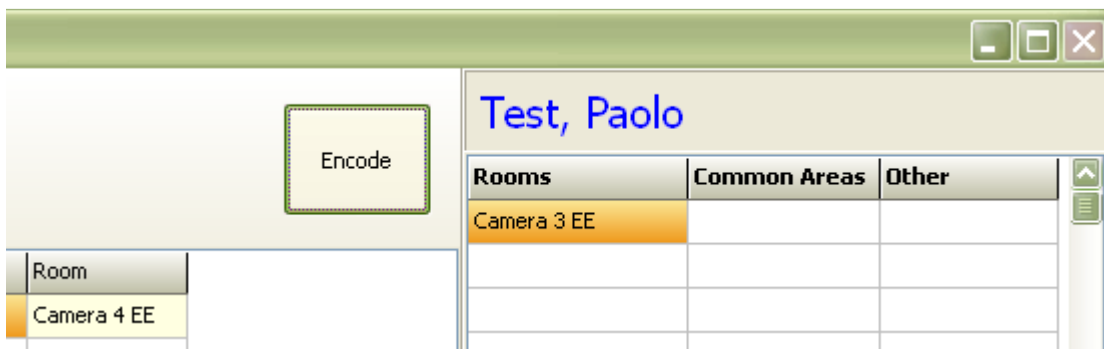 Test, Paolo
Encode
Rooms Common Areas Other
Camera 3 EE
Room
Camera 4 EE